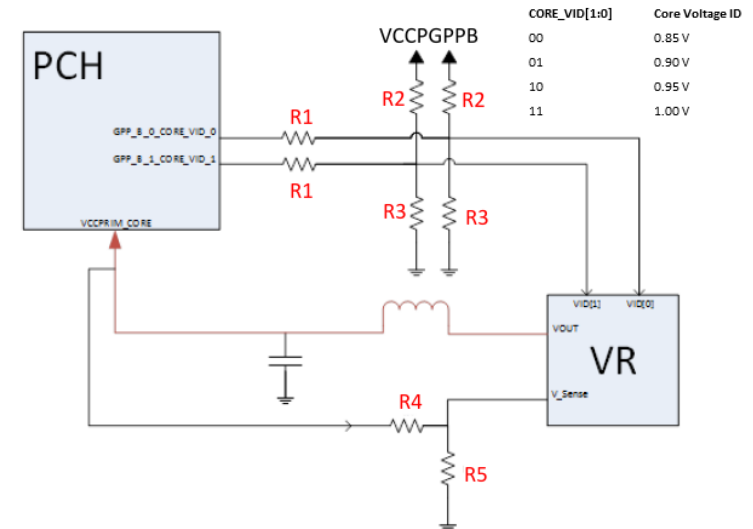 CORE_VID[1:0] Core Voltage ID
00 0.85 V
01 0.90 V
10 0.95 V
11 1.00 V
VCCPGPPB
PCH
R2 R2
R1
GPP_B_0_CORE_VID_0
GPP_B_1_CORE_VID_1
R1
R3 R3
VCCPRIM_CORE
VID[1] VID[0]
VOUT
VR
V_Sense
R4
R5